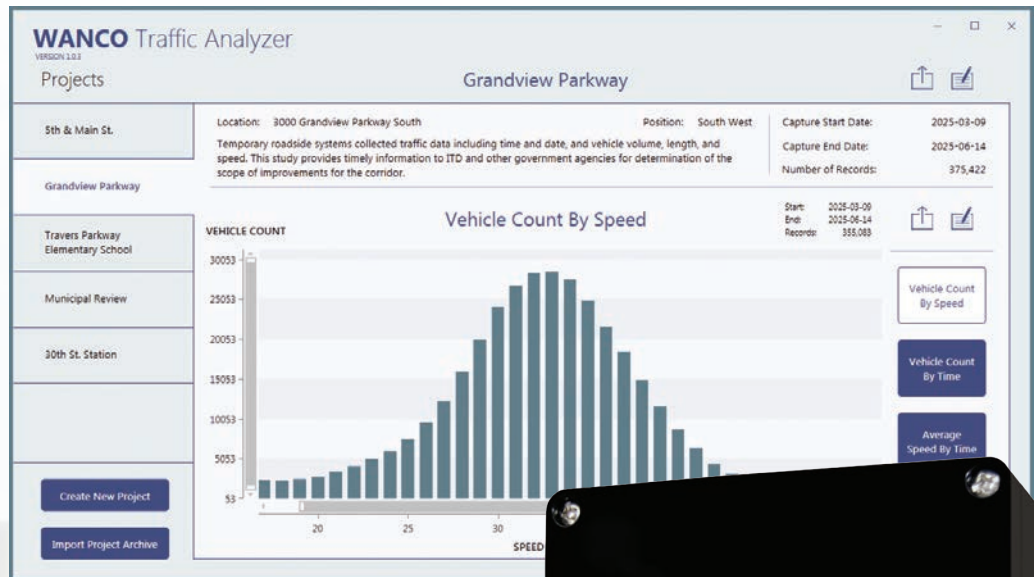 WANCO Traffic Analyzer
VERSION 1.0.3
Projects
Grandview Parkway
5th & Main St.
Grandview Parkway
Travers Parkway
Elementary School
Municipal Review
30th St. Station
Create New Project
Import Project Archive
Location: 3000 Grandview Parkway South
Position: South West
Temporary roadside systems collected traffic data including time and date, and vehicle volume, length, and
speed. This study provides timely information to ITD and other government agencies for determination of the
scope of improvements for the corridor.
Capture Start Date: 2025-03-09
Capture End Date: 2025-06-14
Number of Records: 375,422
VEHICLE COUNT
Vehicle Count By Speed
Start: 2025-03-09
End: 2025-06-14
Records: 355,083
30053
25053
20053
15053
10053
5053
53
20
25
30
SPEED
Vehicle Count
By Speed
Vehicle Count
By Time
Average
Speed By Time